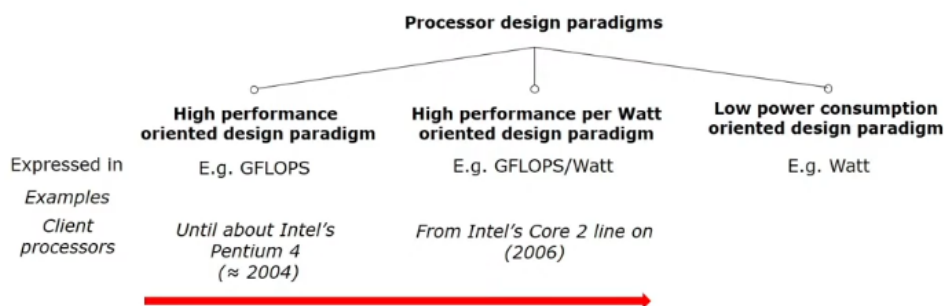 Processor design paradigms
High performance
oriented design paradigm
High performance per Watt
oriented design paradigm
Low power consumption
oriented design paradigm
Expressed in
E.g. GFLOPS
E.g. GFLOPS/Watt
E.g. Watt
Examples
Client
processors
Until about Intel's
Pentium 4
(≈ 2004)
From Intel's Core 2 line on
(2006)